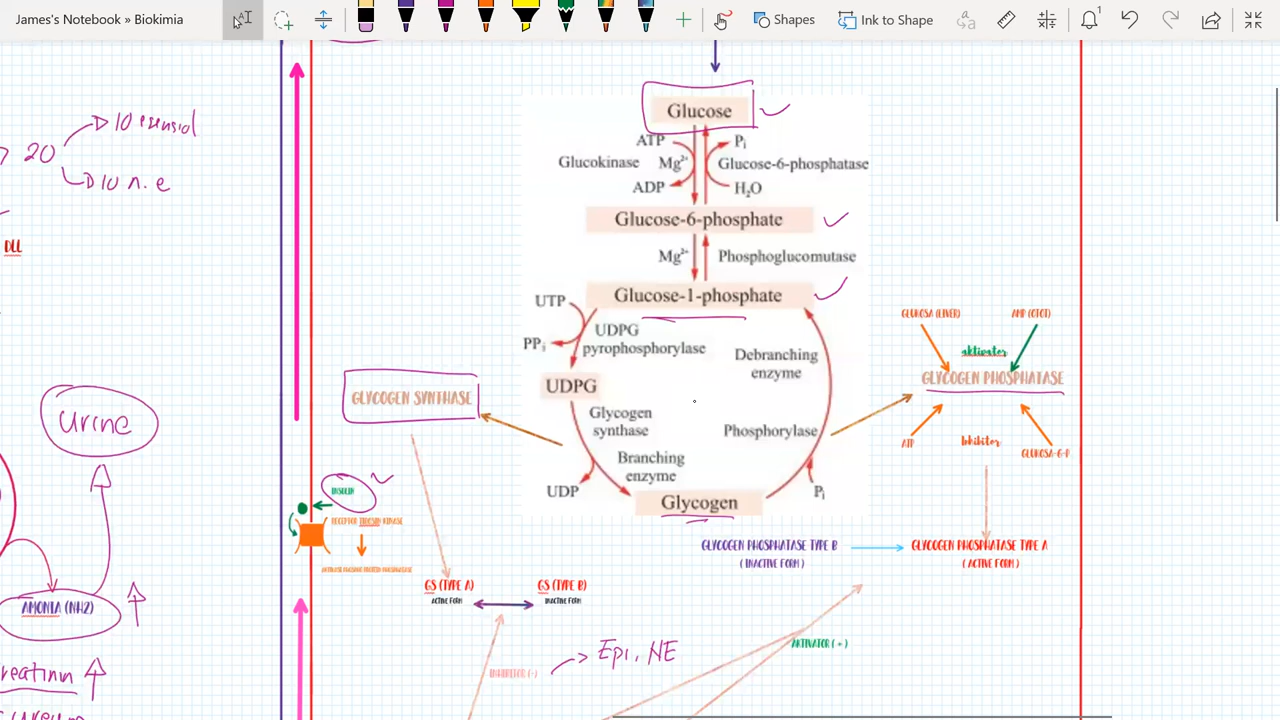 James's Notebook » Biokimia
Shapes
Ink to Shape
10 esensial
20
10 n.e
DLL
Urine
AMONIA (NH2)
Glucose
ATP
Pi
Glucokinase
Mg2+
Glucose-6-phosphatase
ADP
H2O
Glucose-6-phosphate
Mg2+
Phosphoglucomutase
Glucose-1-phosphate
UTP
UDPG
pyrophosphorylase
PPi
Debranching
enzyme
UDPG
Glycogen
synthase
Phosphorylase
Branching
enzyme
UDP
Pi
Glycogen
GLYCOGEN SYNTHASE
INSULIN
RECEPTOR TIROSIN KINASE
GS (TYPE A)
ACTIVE FORM
GS (TYPE B)
INACTIVE FORM
INHIBITOR (-)
Epi, NE
GLUKOSA (LIVER)
AMP (OTOT)
aktivator
GLYCOGEN PHOSPHATASE
ATP
Inhibitor
GLUKOSA-6-P
GLYCOGEN PHOSPHATASE TYPE B
( INACTIVE FORM )
GLYCOGEN PHOSPHATASE TYPE A
( ACTIVE FORM )
AKTIVATOR ( + )